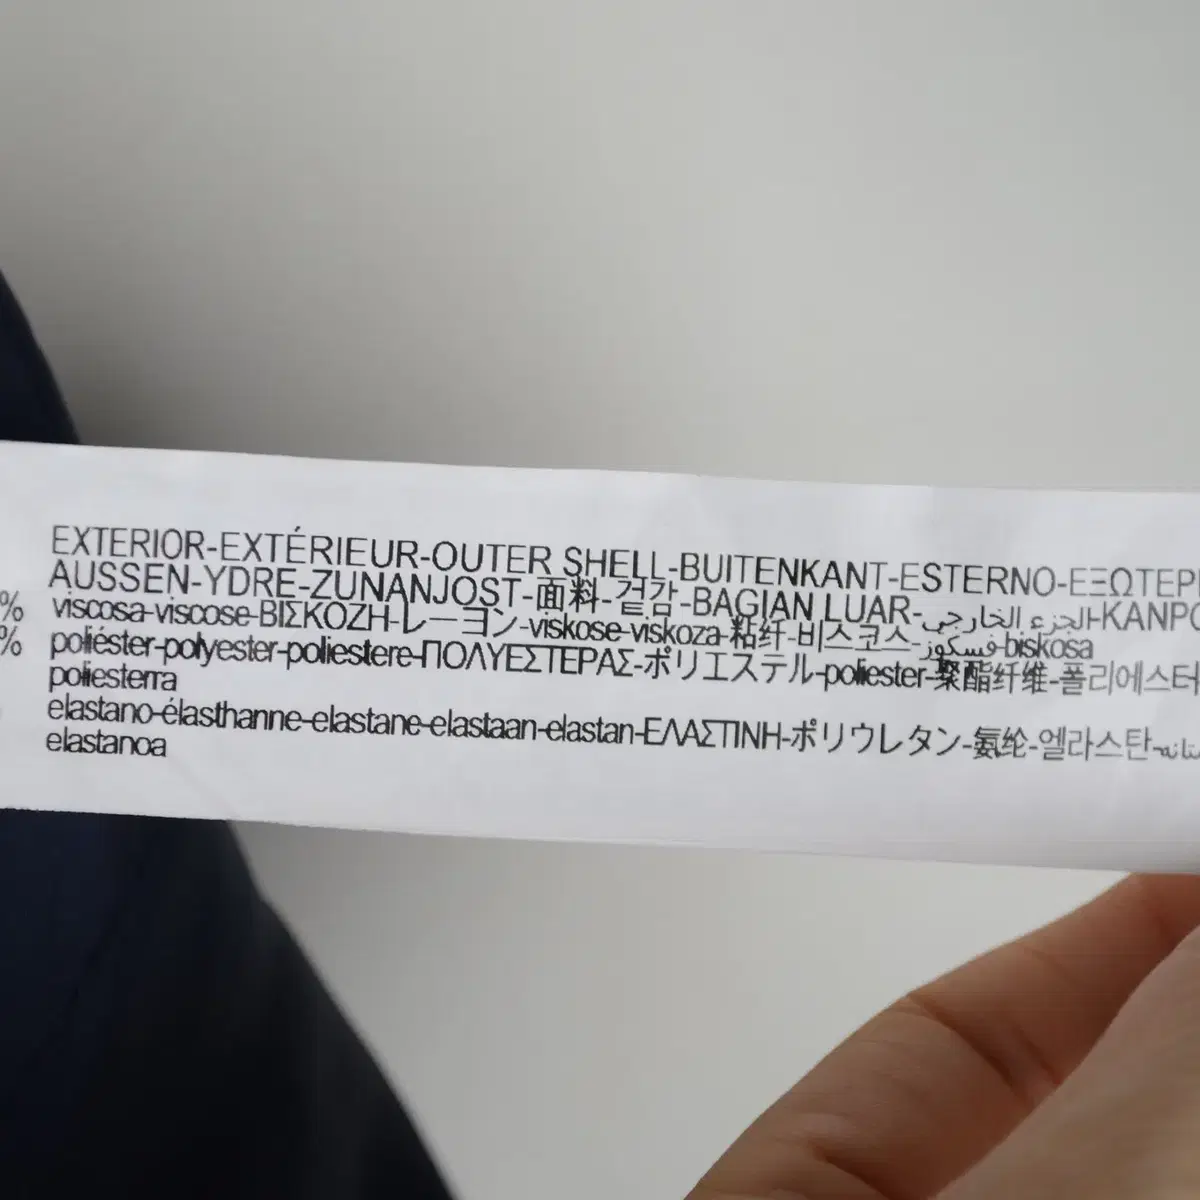 EXTERIOR-EXTÉRIEUR-OUTER SHELL-BUITENKANT-ESTERNO-ΕΞΩΤΕΡΙ
AUSSEN-YDRE-ZUNANJOST-面料-겉감-BAGIAN LUAR-الجزء الخارجي-KANPO
% viscosa-viscose-ΒΙΣΚΟΖΗ-レーヨン-viskose-viskoza-粘纤-비스코스-فسكوز-biskosa
% poliéster-polyester-poliestere-ΠΟΛΥΕΣΤΕΡΑΣ-ポリエステル-poliester-聚酯纤维-폴리에스터
poliesterra
elastano-élasthanne-elastane-elastaan-elastan-ΕΛΑΣΤΙΝΗ-ポリウレタン-氨纶-엘라스탄-
elastanoa